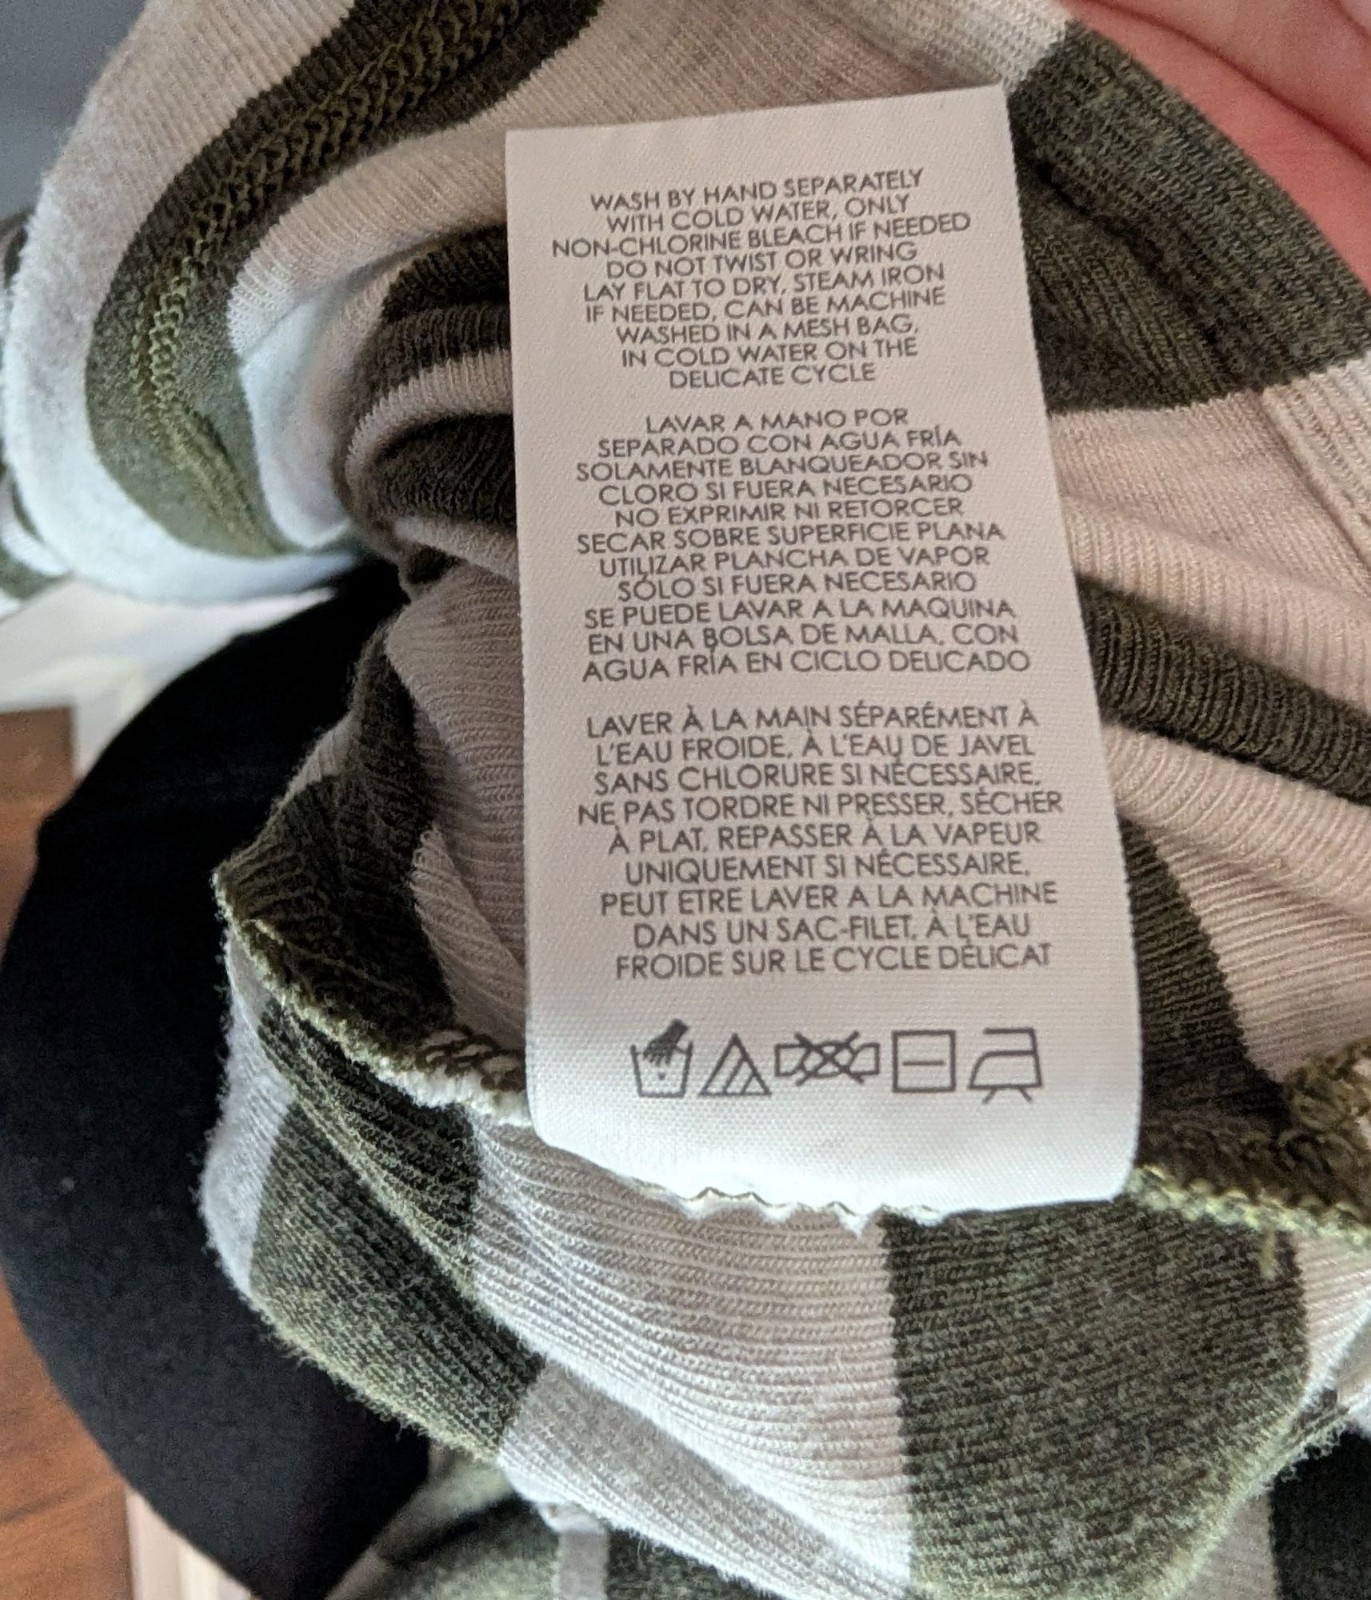 WASH BY HAND SEPARATELY
WITH COLD WATER, ONLY
NON-CHLORINE BLEACH IF NEEDED
DO NOT TWIST OR WRING
LAY FLAT TO DRY, STEAM IRON
IF NEEDED, CAN BE MACHINE
WASHED IN A MESH BAG,
IN COLD WATER ON THE
DELICATE CYCLE
LAVAR A MANO POR
SEPARADO CON AGUA FRÍA
SOLAMENTE BLANQUEADOR SIN
CLORO SI FUERA NECESARIO
NO EXPRIMIR NI RETORCER
SECAR SOBRE SUPERFICIE PLANA
UTILIZAR PLANCHA DE VAPOR
SÓLO SI FUERA NECESARIO
SE PUEDE LAVAR A LA MAQUINA
EN UNA BOLSA DE MALLA, CON
AGUA FRÍA EN CICLO DELICADO
LAVER À LA MAIN SÉPARÉMENT À
L'EAU FROIDE, À L'EAU DE JAVEL
SANS CHLORURE SI NÉCESSAIRE,
NE PAS TORDRE NI PRESSER, SÉCHER
À PLAT, REPASSER À LA VAPEUR
UNIQUEMENT SI NÉCESSAIRE,
PEUT ETRE LAVER A LA MACHINE
DANS UN SAC-FILET, À L'EAU
FROIDE SUR LE CYCLE DÉLICAT